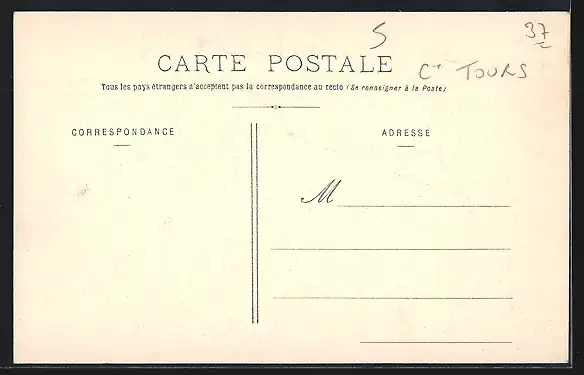 S
37
CARTE POSTALE
Ct TOURS
Tous les pays étrangers n'acceptent pas la correspondance au recto (Se renseigner à la Poste)
CORRESPONDANCE
ADRESSE
M